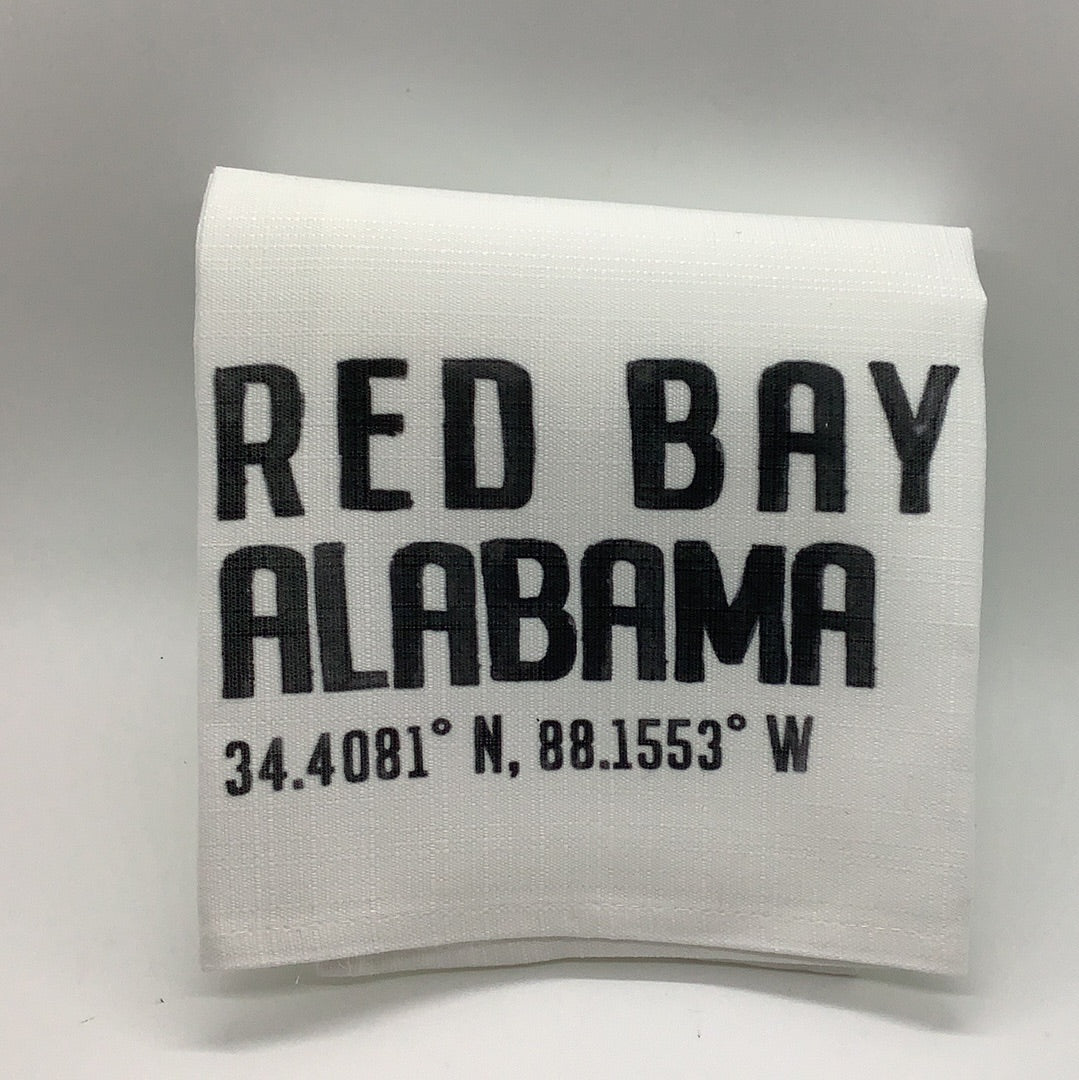 RED BAY
ALABAMA
34.4081° N, 88.1553° W